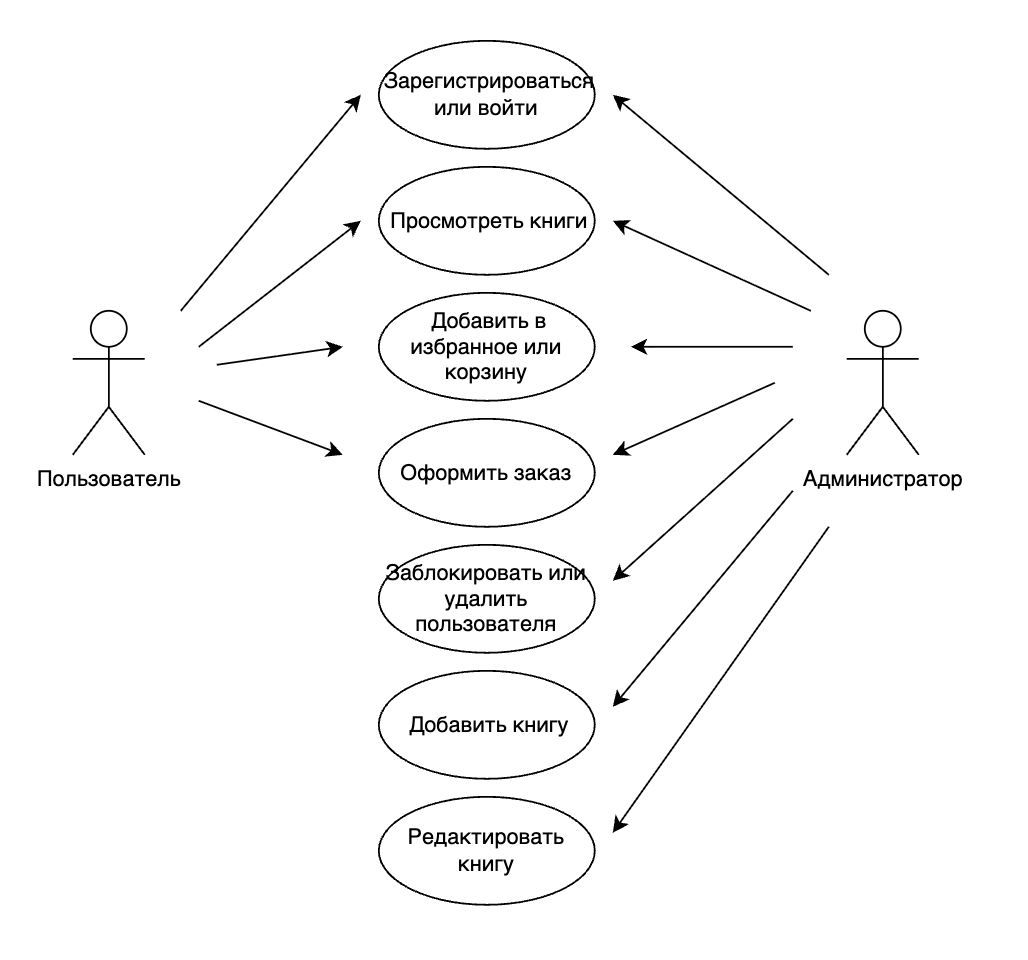 Зарегистрироваться
или войти
Просмотреть книги
Добавить в
избранное или
корзину
Пользователь
Оформить заказ
Администратор
Заблокировать или
удалить
пользователя
Добавить книгу
Редактировать
книгу